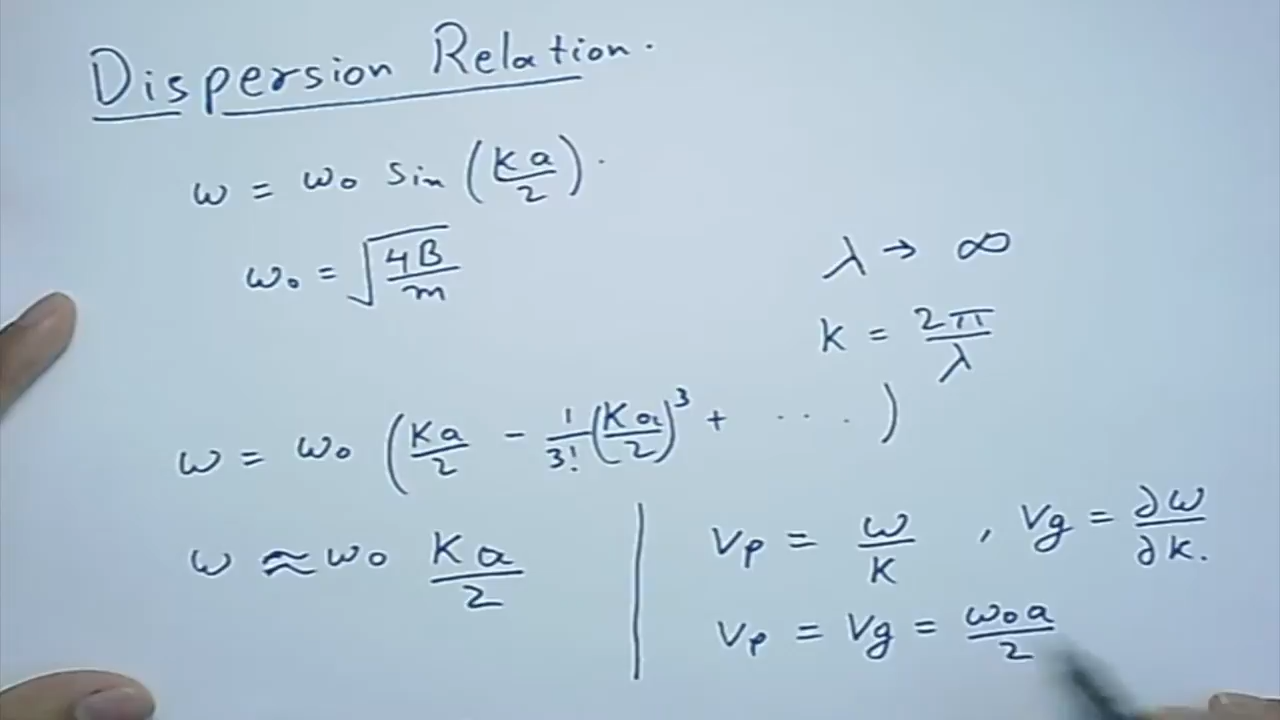 Dispersion Relation.
ω = ω₀ sin (Ka/2).
ω₀ = √(4β/m)
λ → ∞
K = 2π/λ
ω = ω₀ (Ka/2 - 1/3! (Ka/2)³ + ....)
ω ≈ ω₀ Ka/2
Vp = ω/K , Vg = ∂ω/∂K.
Vp = Vg = ω₀a/2